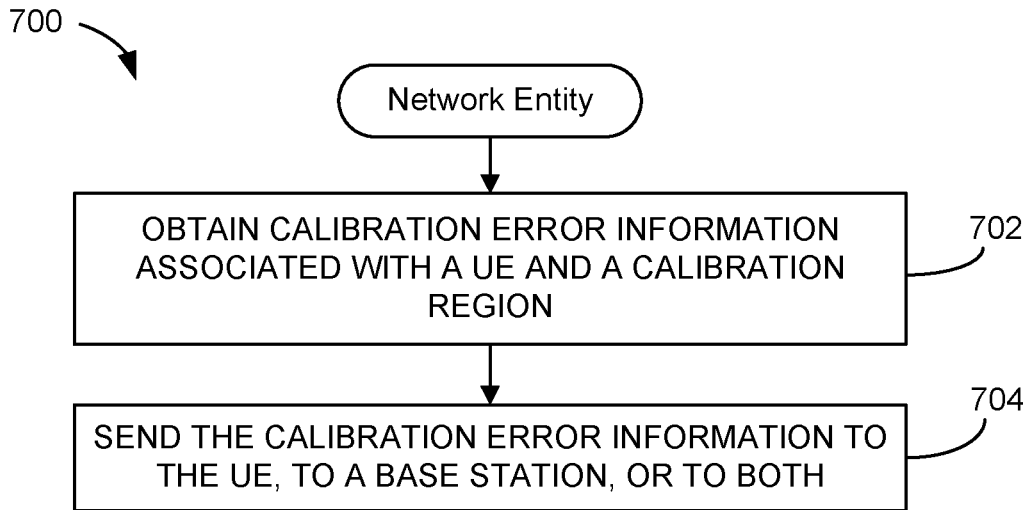 700
Network Entity
OBTAIN CALIBRATION ERROR INFORMATION
ASSOCIATED WITH A UE AND A CALIBRATION
REGION
702
SEND THE CALIBRATION ERROR INFORMATION TO
THE UE, TO A BASE STATION, OR TO BOTH
704